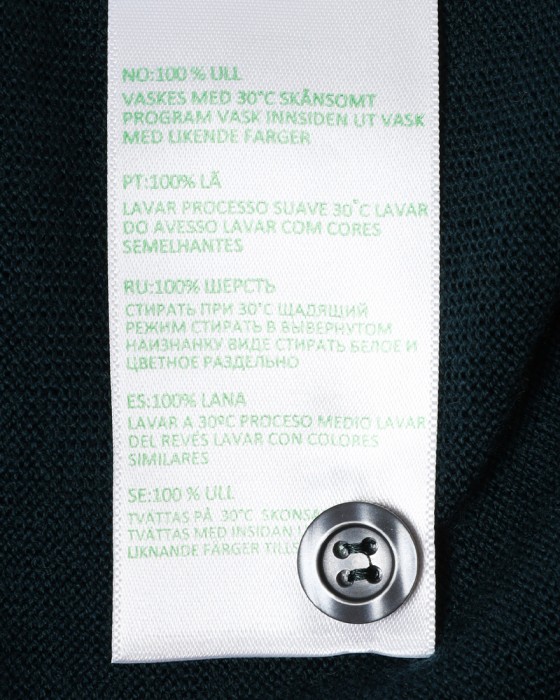 NO:100 % ULL
VASKES MED 30°C SKÅNSOMT
PROGRAM VASK INNSIDEN UT VASK
MED LIKENDE FARGER
PT:100% LÃ
LAVAR PROCESSO SUAVE 30°C LAVAR
DO AVESSO LAVAR COM CORES
SEMELHANTES
RU:100% ШЕРСТЬ
СТИРАТЬ ПРИ 30°C ЩАДЯЩИЙ
РЕЖИМ СТИРАТЬ В ВЫВЕРНУТОМ
НАИЗНАНКУ ВИДЕ СТИРАТЬ БЕЛОЕ И
ЦВЕТНОЕ РАЗДЕЛЬНО
ES:100% LANA
LAVAR A 30ºC PROCESO MEDIO LAVAR
DEL REVÉS LAVAR CON COLORES
SIMILARES
SE:100 % ULL
TVÄTTAS PÅ 30°C
TVÄTTAS MED INSIDAN
LIKNANDE FÄRGER